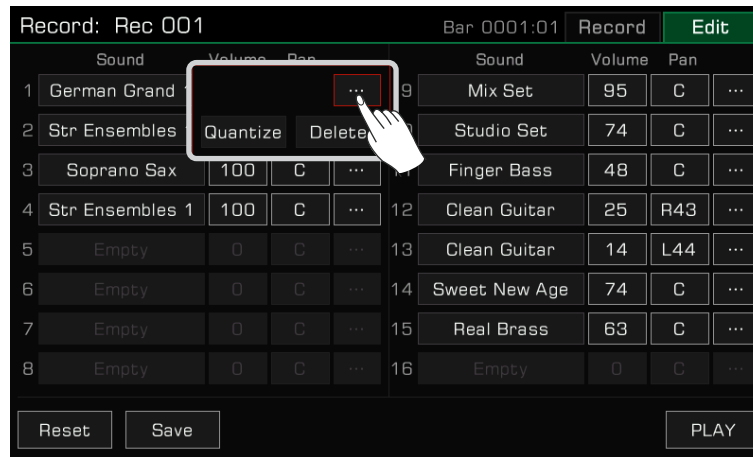 Record: Rec 001 Bar 0001:01 Record Edit
Sound Volume Pan Sound Volume Pan
1 German Grand ... 9 Mix Set 95 C ...
2 Str Ensembles Quantize Delete Studio Set 74 C ...
3 Soprano Sax 100 C ... 11 Finger Bass 48 C ...
4 Str Ensembles 1 100 C ... 12 Clean Guitar 25 R43 ...
5 Empty 0 C ... 13 Clean Guitar 14 L44 ...
6 Empty 0 C ... 14 Sweet New Age 74 C ...
7 Empty 0 C ... 15 Real Brass 63 C ...
8 Empty 0 C ... 16 Empty 0 C ...
Reset Save PLAY